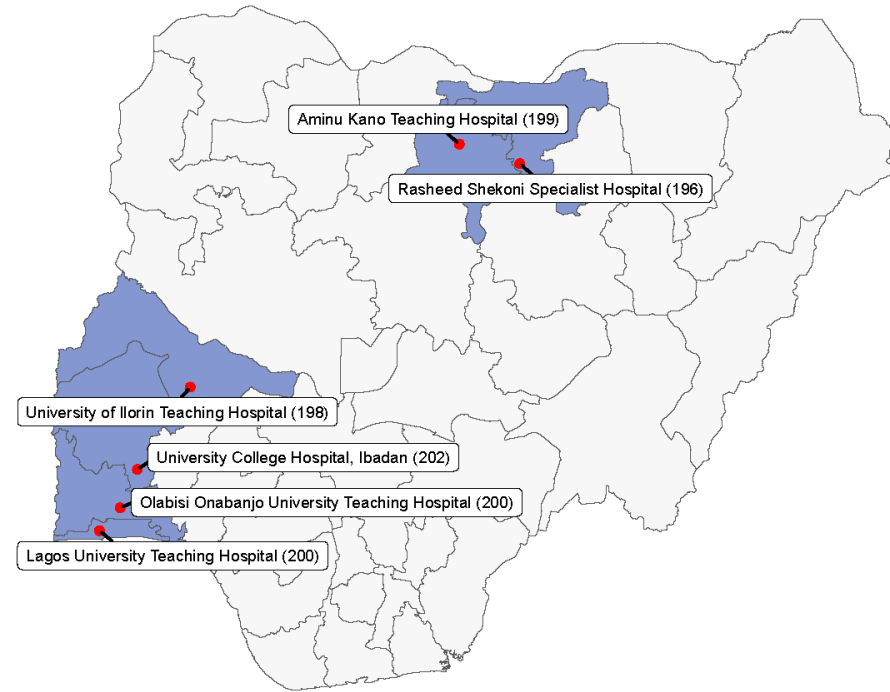 Aminu Kano Teaching Hospital (199)
Rasheed Shekoni Specialist Hospital (196)
University of Ilorin Teaching Hospital (198)
University College Hospital, Ibadan (202)
Olabisi Onabanjo University Teaching Hospital (200)
Lagos University Teaching Hospital (200)